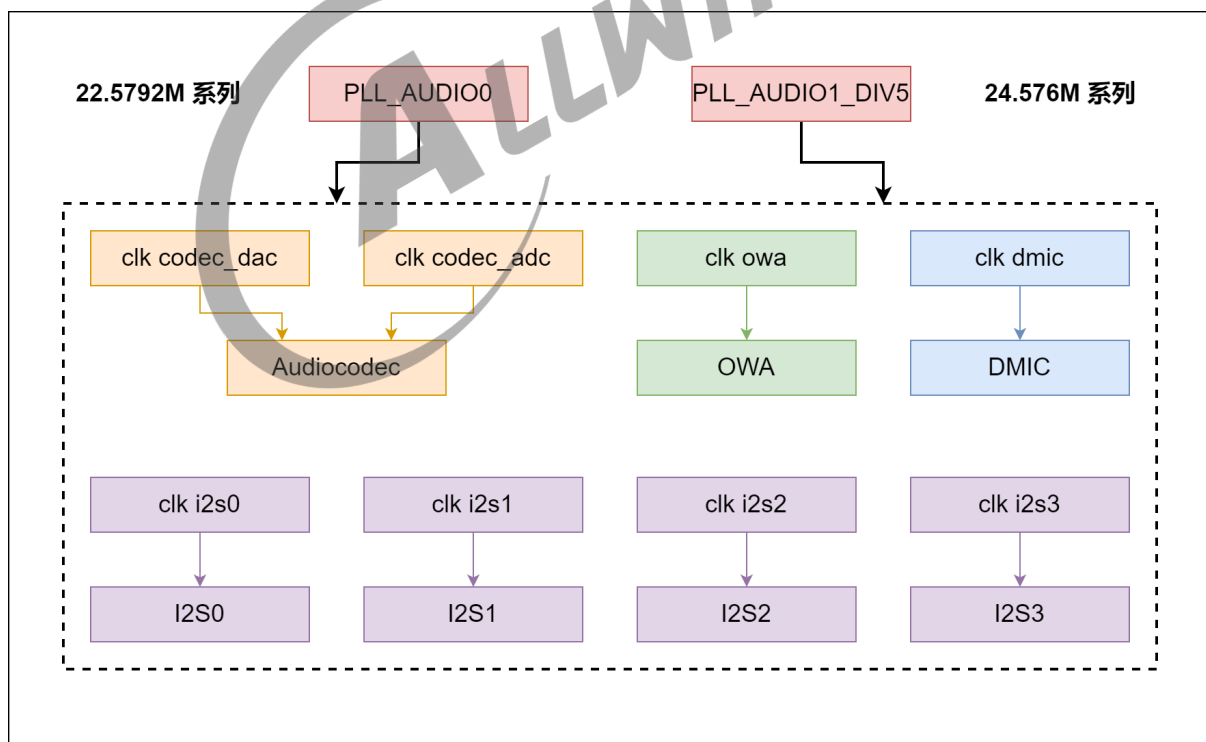 ALLWIN
22.5792M 系列
PLL_AUDIO0
PLL_AUDIO1_DIV5
24.576M 系列
clk codec_dac
clk codec_adc
clk owa
clk dmic
Audiocodec
OWA
DMIC
clk i2s0
clk i2s1
clk i2s2
clk i2s3
I2S0
I2S1
I2S2
I2S3